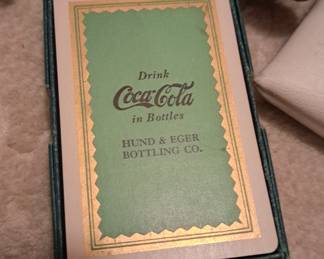 Drink
Coca-Cola
in Bottles
HUND & EGER
BOTTLING CO.